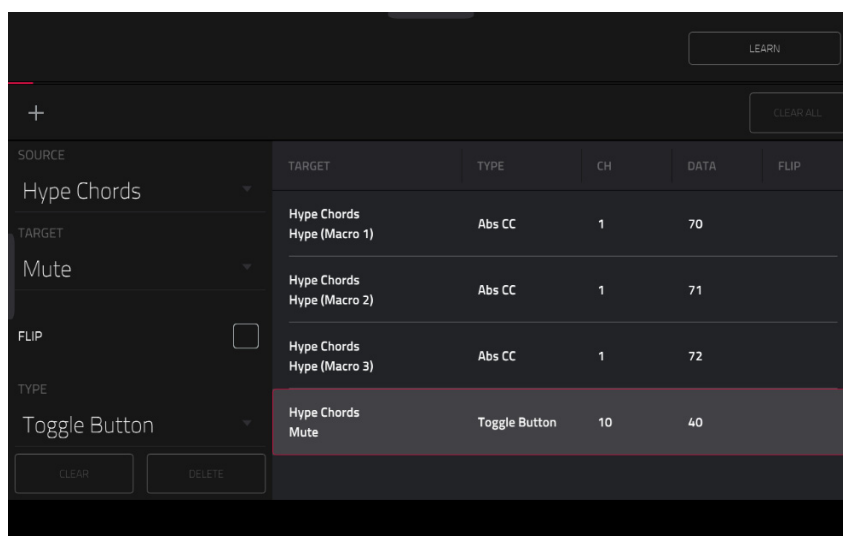 LEARN
+
CLEAR ALL
SOURCE
Hype Chords
TARGET
Mute
FLIP
TYPE
Toggle Button
CLEAR DELETE
TARGET TYPE CH DATA FLIP
Hype Chords
Hype (Macro 1) Abs CC 1 70
Hype Chords
Hype (Macro 2) Abs CC 1 71
Hype Chords
Hype (Macro 3) Abs CC 1 72
Hype Chords
Mute Toggle Button 10 40